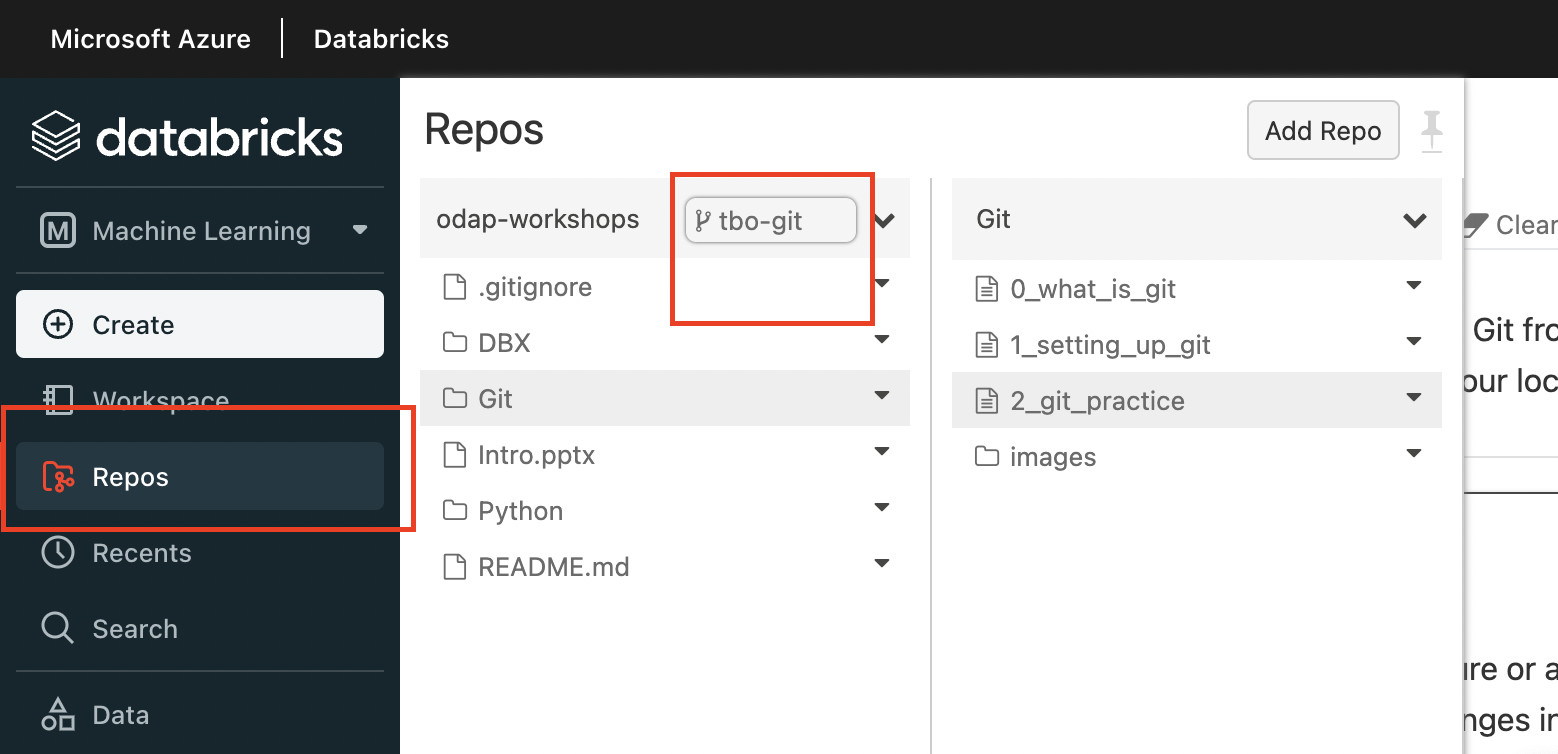 Microsoft Azure | Databricks
databricks
M Machine Learning
Create
Workspace
Repos
Recents
Search
Data
Repos
Add Repo
odap-workshops
tbo-git
.gitignore
DBX
Git
Intro.pptx
Python
README.md
Git
0_what_is_git
1_setting_up_git
2_git_practice
images
Clear
Git fro
our loc
ure or a
nges in